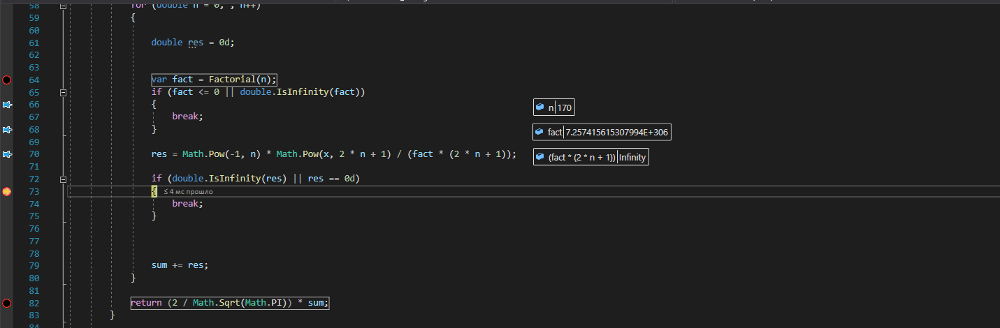 58 for (double n = 0; ; n++)
59 {
60
61 double res = 0d;
62
63
64 var fact = Factorial(n);
65 if (fact <= 0 || double.IsInfinity(fact))
66 { n 170
67 break;
68 } fact 7.257415615307994E+306
69
70 res = Math.Pow(-1, n) * Math.Pow(x, 2 * n + 1) / (fact * (2 * n + 1)); (fact * (2 * n + 1)) Infinity
71
72 if (double.IsInfinity(res) || res == 0d)
73 { ≤ 4 мс прошло
74 break;
75 }
76
77
78
79 sum += res;
80 }
81
82 return (2 / Math.Sqrt(Math.PI)) * sum;
83 }
84